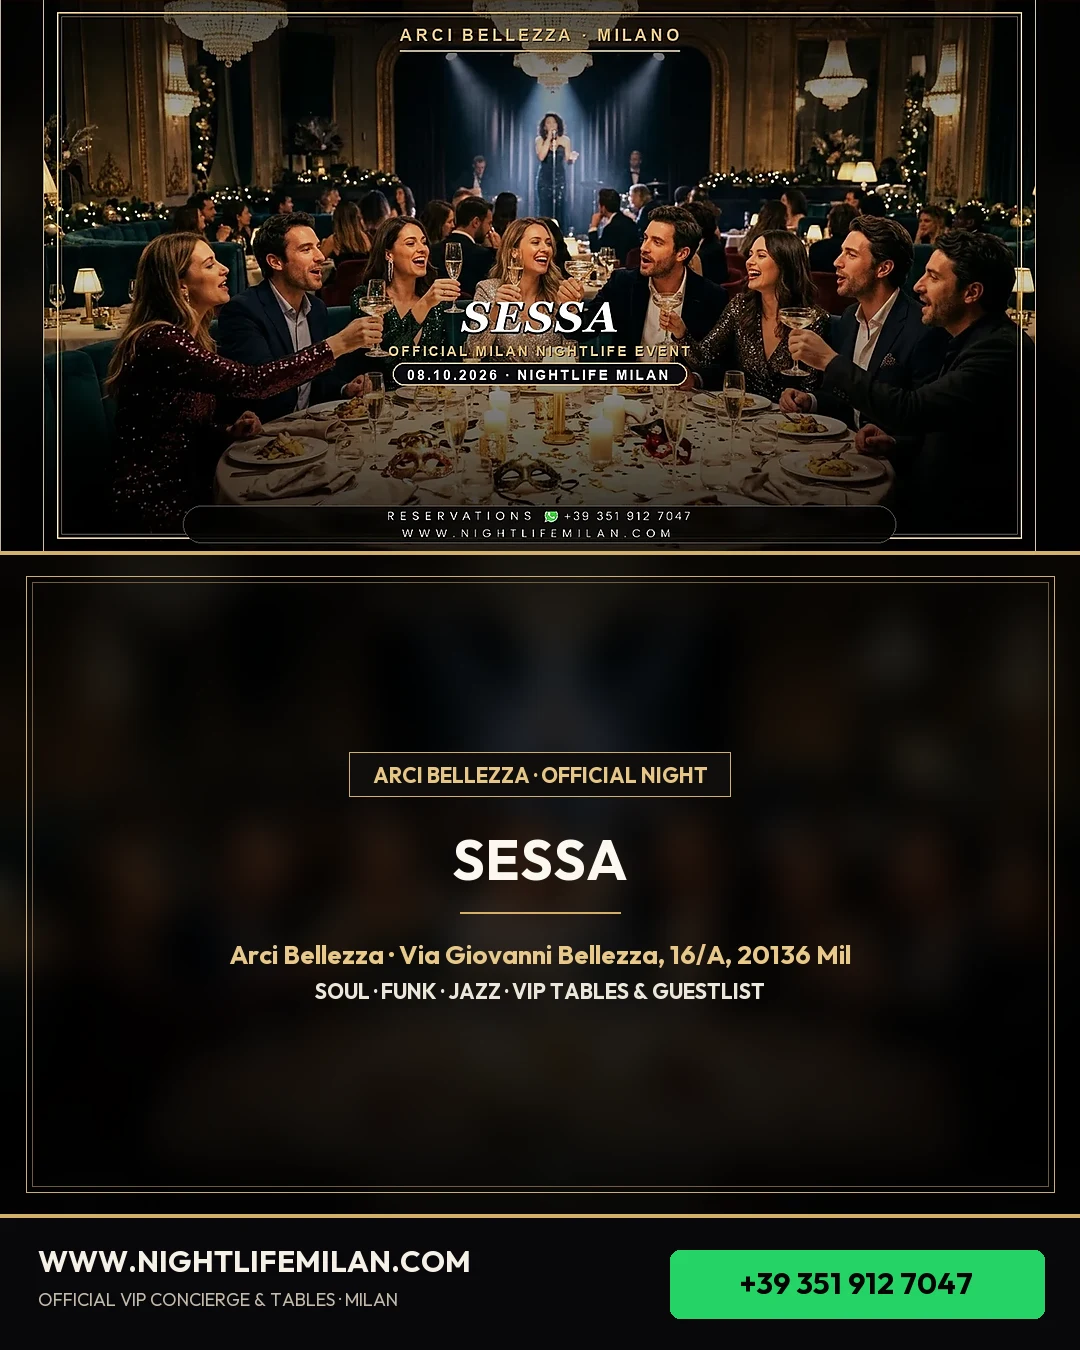 ARCI BELLEZZA · MILANO
SESSA
OFFICIAL MILAN NIGHTLIFE EVENT
08.10.2026 · NIGHTLIFE MILAN
RESERVATIONS +39 351 912 7047
WWW.NIGHTLIFEMILAN.COM
ARCI BELLEZZA · OFFICIAL NIGHT
SESSA
Arci Bellezza · Via Giovanni Bellezza, 16/A, 20136 Mil
SOUL · FUNK · JAZZ · VIP TABLES & GUESTLIST
WWW.NIGHTLIFEMILAN.COM
OFFICIAL VIP CONCIERGE & TABLES · MILAN
+39 351 912 7047